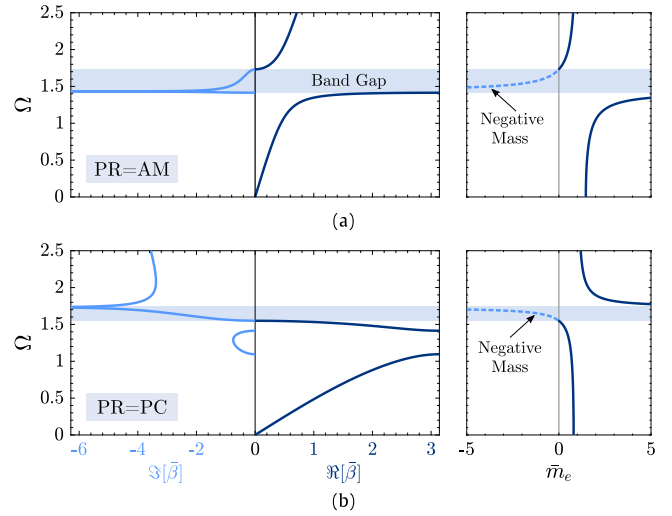 2.5
2
1.5
1
0.5
0
Ω
Band Gap
PR=AM
Negative
Mass
(a)
2.5
2
1.5
1
0.5
0
Ω
PR=PC
Negative
Mass
-6 -4 -2 0 1 2 3
ℑ[β̄] ℜ[β̄]
-5 0 5
m̄ₑ
(b)